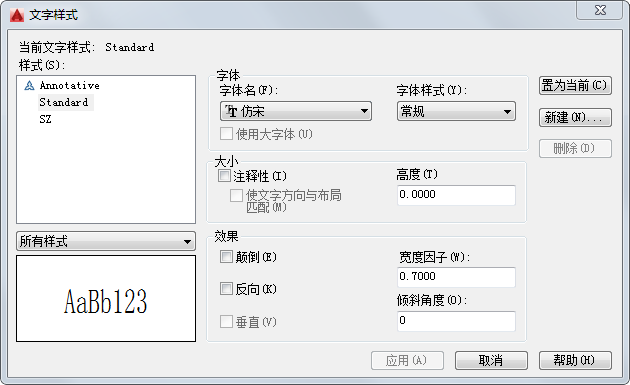 文字样式
当前文字样式: Standard
样式(S):
Annotative
Standard
SZ
所有样式
AaBb123
字体
字体名(F):
仿宋
字体样式(Y):
常规
使用大字体(U)
大小
注释性(I)
使文字方向与布局
匹配(M)
高度(T)
0.0000
效果
颠倒(E)
反向(K)
垂直(V)
宽度因子(W):
0.7000
倾斜角度(O):
0
置为当前(C)
新建(N)...
删除(D)
应用(A)
取消
帮助(H)